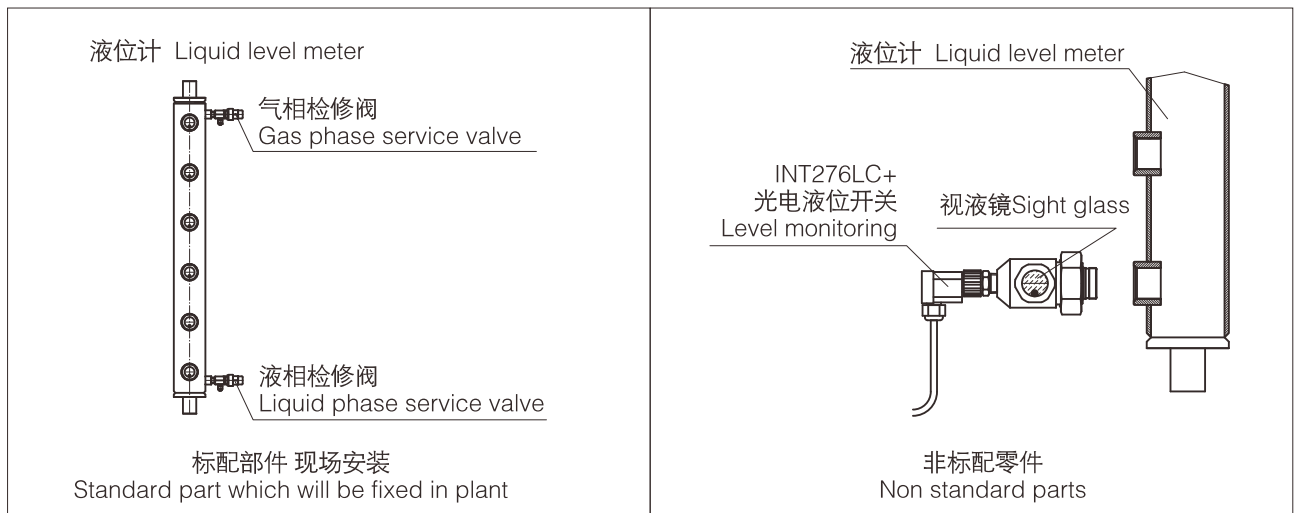 液位计 Liquid level meter
气相检修阀
Gas phase service valve
液相检修阀
Liquid phase service valve
标配部件 现场安装
Standard part which will be fixed in plant
液位计 Liquid level meter
INT276LC+
光电液位开关
Level monitoring
视液镜Sight glass
非标配零件
Non standard parts